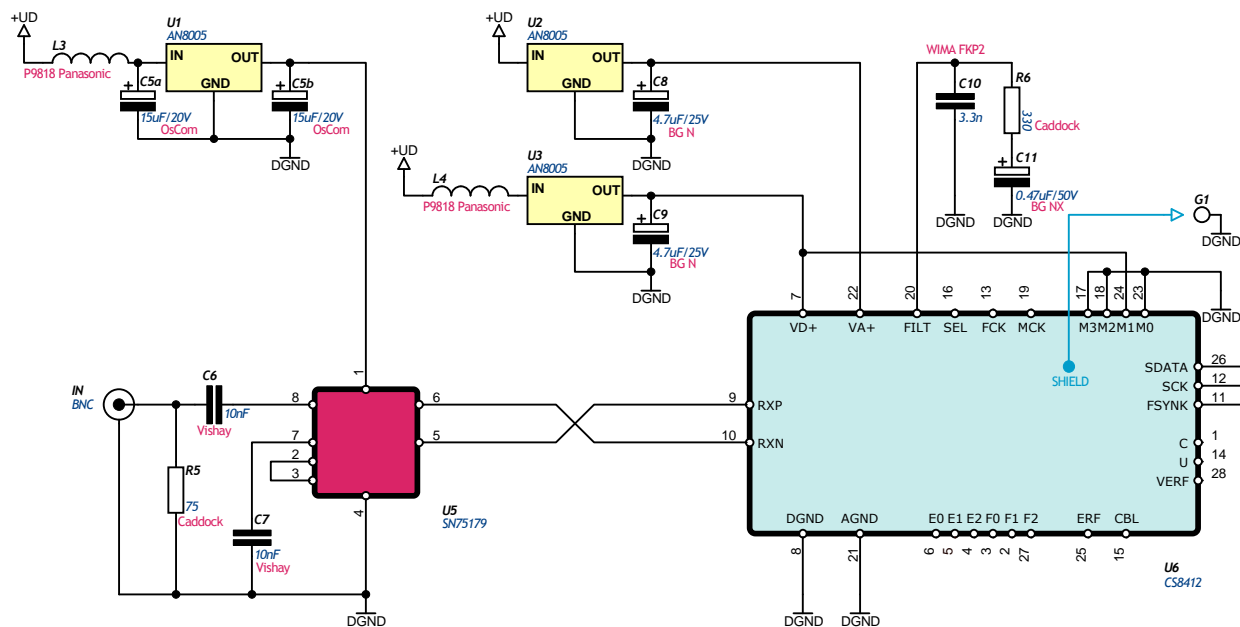 +UD
L3
P9818 Panasonic
U1
AN8005
IN
OUT
GND
+
C5a
15uF/20V
OsCom
+
C5b
15uF/20V
OsCom
DGND
+UD
U2
AN8005
IN
OUT
GND
+
C8
4.7uF/25V
BG N
DGND
+UD
L4
P9818 Panasonic
U3
AN8005
IN
OUT
GND
+
C9
4.7uF/25V
BG N
DGND
WIMA FKP2
C10
3.3n
DGND
R6
330
Caddock
+
C11
0.47uF/50V
BG NX
DGND
G1
DGND
DGND
SHIELD
IN
BNC
C6
10nF
Vishay
R5
75
Caddock
C7
10nF
Vishay
1
8
7
2
3
4
6
5
U5
SN75179
DGND
7
22
20
16
13
19
17
18
24
23
VD+
VA+
FILT
SEL
FCK
MCK
M3
M2
M1
M0
9
RXP
10
RXN
SDATA
26
SCK
12
FSYNK
11
C
1
U
14
VERF
28
DGND
AGND
E0
E1
E2
F0
F1
F2
ERF
CBL
8
21
6
5
4
3
2
27
25
15
DGND
DGND
U6
CS8412